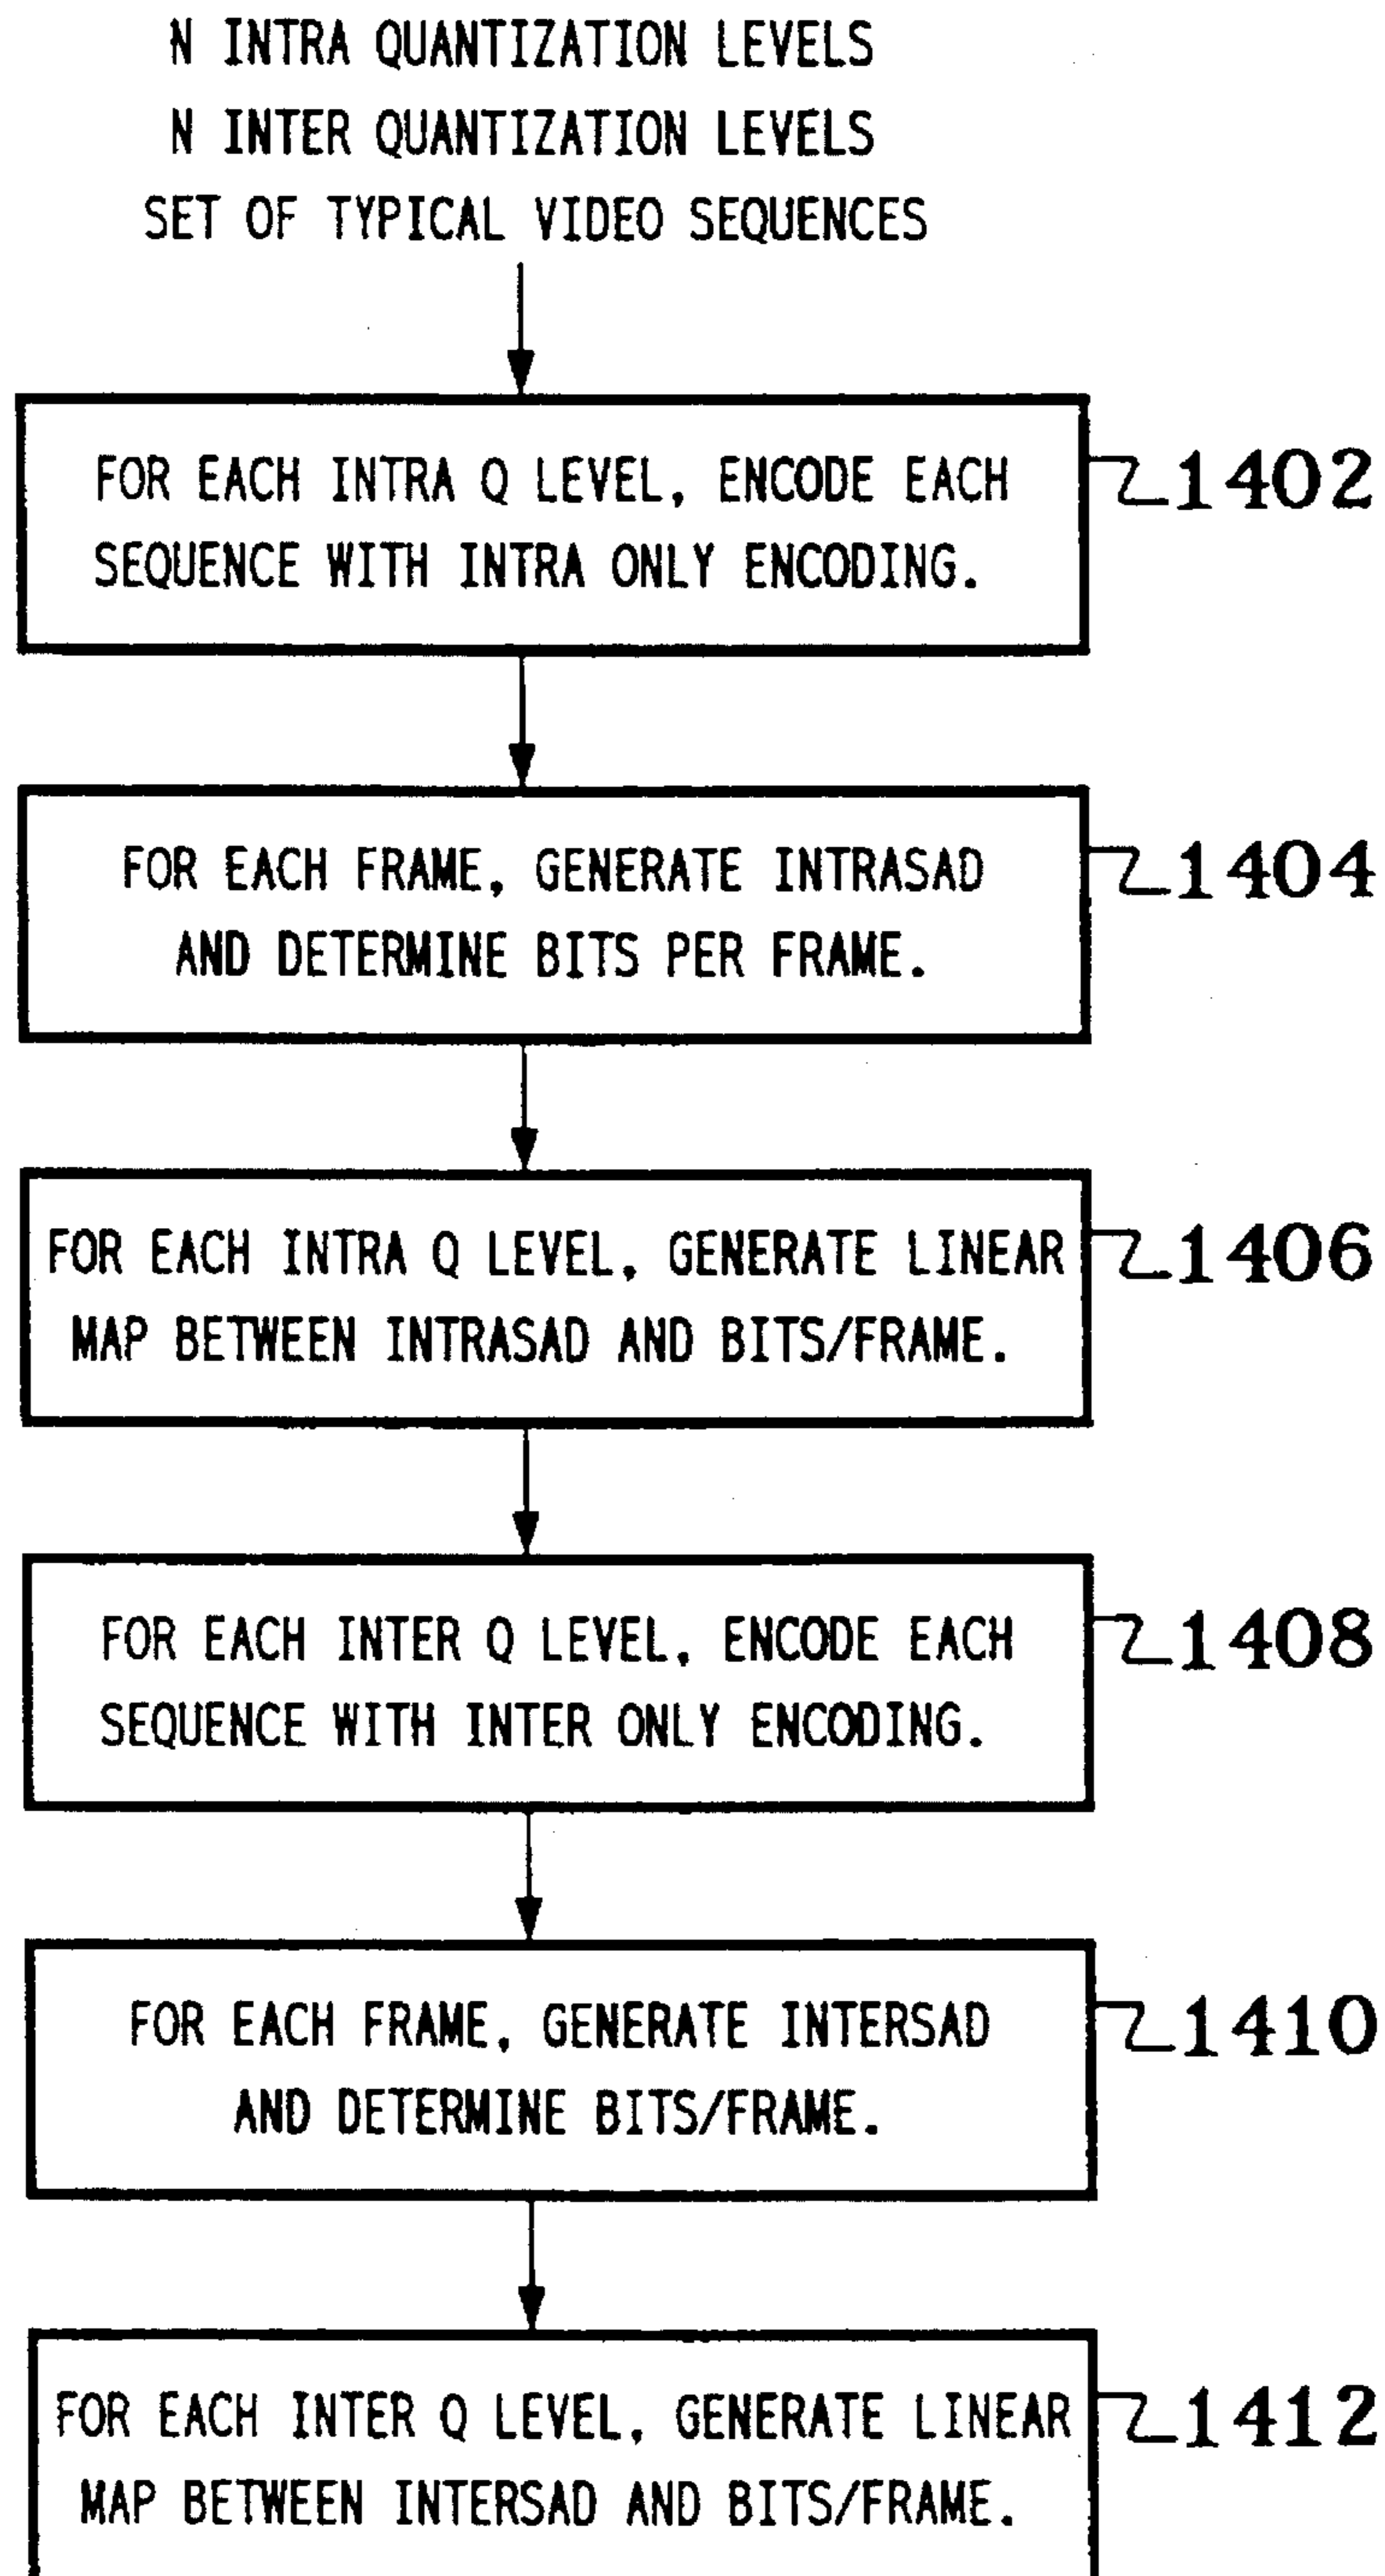 N INTRA QUANTIZATION LEVELS
N INTER QUANTIZATION LEVELS
SET OF TYPICAL VIDEO SEQUENCES
FOR EACH INTRA Q LEVEL, ENCODE EACH
SEQUENCE WITH INTRA ONLY ENCODING.
1402
FOR EACH FRAME, GENERATE INTRASAD
AND DETERMINE BITS PER FRAME.
1404
FOR EACH INTRA Q LEVEL, GENERATE LINEAR
MAP BETWEEN INTRASAD AND BITS/FRAME.
1406
FOR EACH INTER Q LEVEL, ENCODE EACH
SEQUENCE WITH INTER ONLY ENCODING.
1408
FOR EACH FRAME, GENERATE INTERSAD
AND DETERMINE BITS/FRAME.
1410
FOR EACH INTER Q LEVEL, GENERATE LINEAR
MAP BETWEEN INTERSAD AND BITS/FRAME.
1412